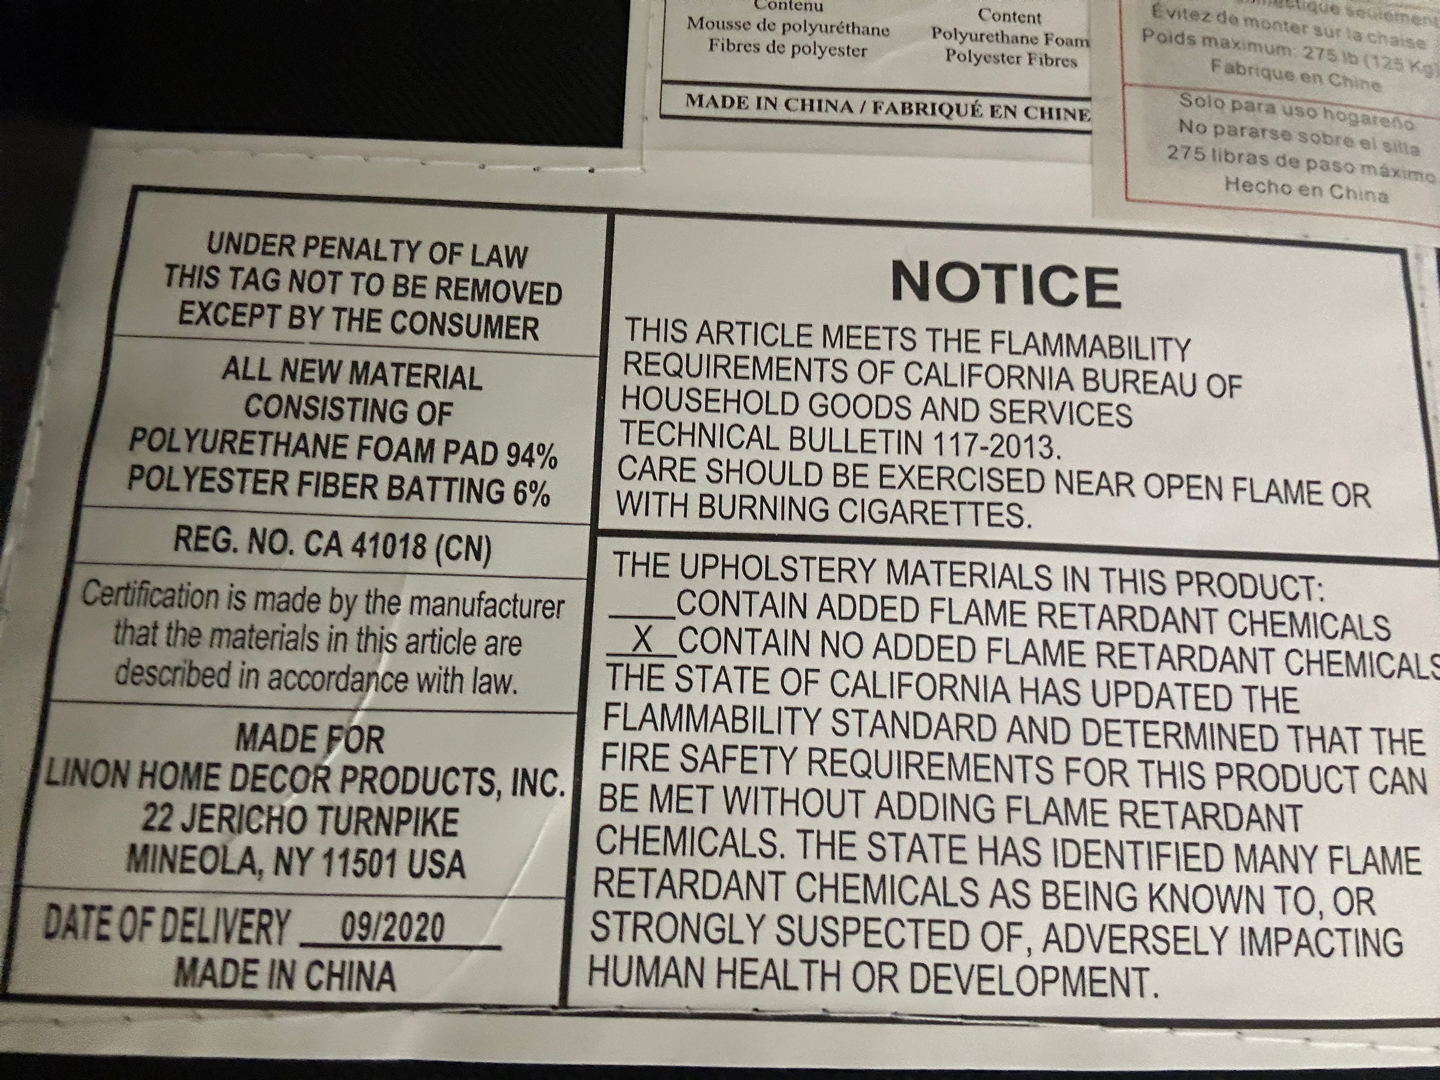 Contenu
Mousse de polyuréthane
Fibres de polyester
Content
Polyurethane Foam
Polyester Fibres
MADE IN CHINA / FABRIQUÉ EN CHINE
seulement
Évitez de monter sur la chaise
Poids maximum: 275 lb (125 Kg)
Fabrique en Chine
Solo para uso hogareño
No pararse sobre el silla
275 libras de paso máximo
Hecho en China
UNDER PENALTY OF LAW
THIS TAG NOT TO BE REMOVED
EXCEPT BY THE CONSUMER
ALL NEW MATERIAL
CONSISTING OF
POLYURETHANE FOAM PAD 94%
POLYESTER FIBER BATTING 6%
REG. NO. CA 41018 (CN)
Certification is made by the manufacturer
that the materials in this article are
described in accordance with law.
MADE FOR
LINON HOME DECOR PRODUCTS, INC.
22 JERICHO TURNPIKE
MINEOLA, NY 11501 USA
DATE OF DELIVERY 09/2020
MADE IN CHINA
NOTICE
THIS ARTICLE MEETS THE FLAMMABILITY
REQUIREMENTS OF CALIFORNIA BUREAU OF
HOUSEHOLD GOODS AND SERVICES
TECHNICAL BULLETIN 117-2013.
CARE SHOULD BE EXERCISED NEAR OPEN FLAME OR
WITH BURNING CIGARETTES.
THE UPHOLSTERY MATERIALS IN THIS PRODUCT:
____CONTAIN ADDED FLAME RETARDANT CHEMICALS
__X__CONTAIN NO ADDED FLAME RETARDANT CHEMICALS
THE STATE OF CALIFORNIA HAS UPDATED THE
FLAMMABILITY STANDARD AND DETERMINED THAT THE
FIRE SAFETY REQUIREMENTS FOR THIS PRODUCT CAN
BE MET WITHOUT ADDING FLAME RETARDANT
CHEMICALS. THE STATE HAS IDENTIFIED MANY FLAME
RETARDANT CHEMICALS AS BEING KNOWN TO, OR
STRONGLY SUSPECTED OF, ADVERSELY IMPACTING
HUMAN HEALTH OR DEVELOPMENT.